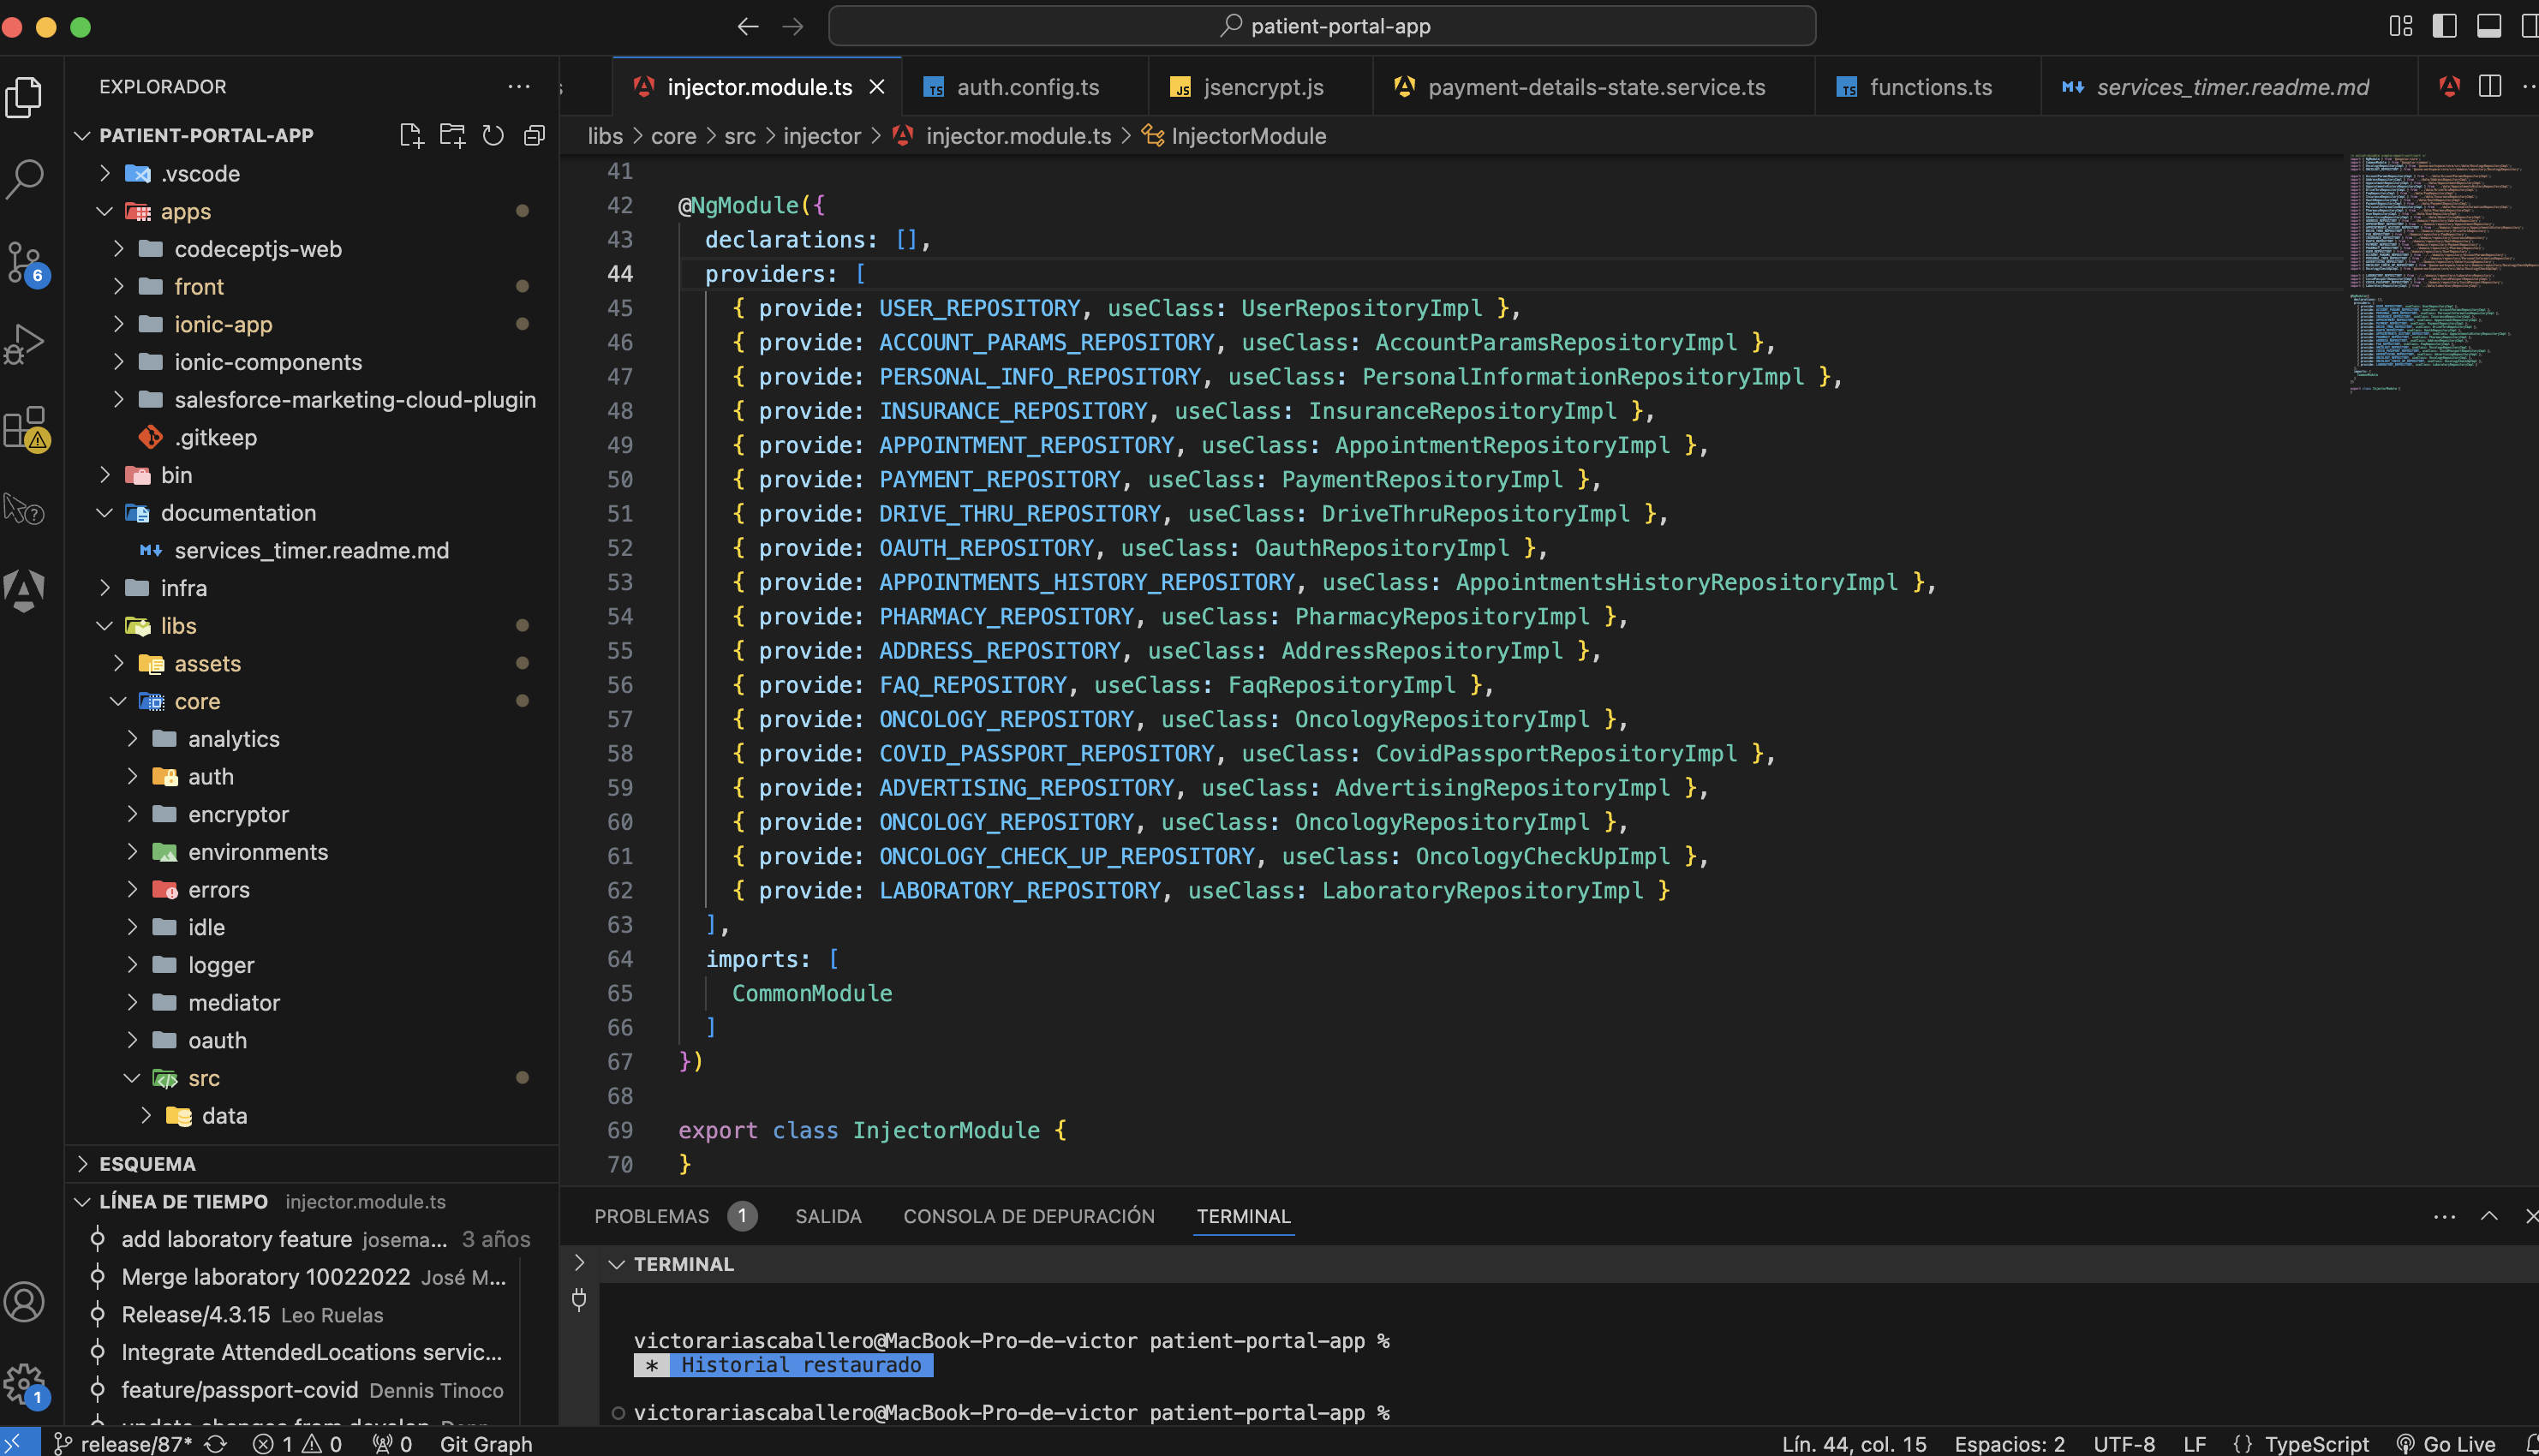 patient-portal-app
EXPLORADOR
injector.module.ts
TS auth.config.ts
JS jsencrypt.js
payment-details-state.service.ts
TS functions.ts
services_timer.readme.md
PATIENT-PORTAL-APP
libs > core > src > injector > injector.module.ts > InjectorModule
.vscode
apps
codeceptjs-web
front
ionic-app
ionic-components
salesforce-marketing-cloud-plugin
.gitkeep
bin
documentation
services_timer.readme.md
infra
libs
assets
core
analytics
auth
encryptor
environments
errors
idle
logger
mediator
oauth
src
data
6
41
42 @NgModule({
43 declarations: [],
44 providers: [
45 { provide: USER_REPOSITORY, useClass: UserRepositoryImpl },
46 { provide: ACCOUNT_PARAMS_REPOSITORY, useClass: AccountParamsRepositoryImpl },
47 { provide: PERSONAL_INFO_REPOSITORY, useClass: PersonalInformationRepositoryImpl },
48 { provide: INSURANCE_REPOSITORY, useClass: InsuranceRepositoryImpl },
49 { provide: APPOINTMENT_REPOSITORY, useClass: AppointmentRepositoryImpl },
50 { provide: PAYMENT_REPOSITORY, useClass: PaymentRepositoryImpl },
51 { provide: DRIVE_THRU_REPOSITORY, useClass: DriveThruRepositoryImpl },
52 { provide: OAUTH_REPOSITORY, useClass: OauthRepositoryImpl },
53 { provide: APPOINTMENTS_HISTORY_REPOSITORY, useClass: AppointmentsHistoryRepositoryImpl },
54 { provide: PHARMACY_REPOSITORY, useClass: PharmacyRepositoryImpl },
55 { provide: ADDRESS_REPOSITORY, useClass: AddressRepositoryImpl },
56 { provide: FAQ_REPOSITORY, useClass: FaqRepositoryImpl },
57 { provide: ONCOLOGY_REPOSITORY, useClass: OncologyRepositoryImpl },
58 { provide: COVID_PASSPORT_REPOSITORY, useClass: CovidPassportRepositoryImpl },
59 { provide: ADVERTISING_REPOSITORY, useClass: AdvertisingRepositoryImpl },
60 { provide: ONCOLOGY_REPOSITORY, useClass: OncologyRepositoryImpl },
61 { provide: ONCOLOGY_CHECK_UP_REPOSITORY, useClass: OncologyCheckUpImpl },
62 { provide: LABORATORY_REPOSITORY, useClass: LaboratoryRepositoryImpl }
63 ],
64 imports: [
65 CommonModule
66 ]
67 })
68
69 export class InjectorModule {
70 }
ESQUEMA
LÍNEA DE TIEMPO injector.module.ts
add laboratory feature josema... 3 años
Merge laboratory 10022022 José M...
Release/4.3.15 Leo Ruelas
Integrate AttendedLocations servic...
feature/passport-covid Dennis Tinoco
update changes from develop
1
PROBLEMAS 1 SALIDA CONSOLA DE DEPURACIÓN TERMINAL
TERMINAL
victorariascaballero@MacBook-Pro-de-victor patient-portal-app %
* Historial restaurado
victorariascaballero@MacBook-Pro-de-victor patient-portal-app %
release/87* 1 0 0 Git Graph Lín. 44, col. 15 Espacios: 2 UTF-8 LF {} TypeScript Go Live